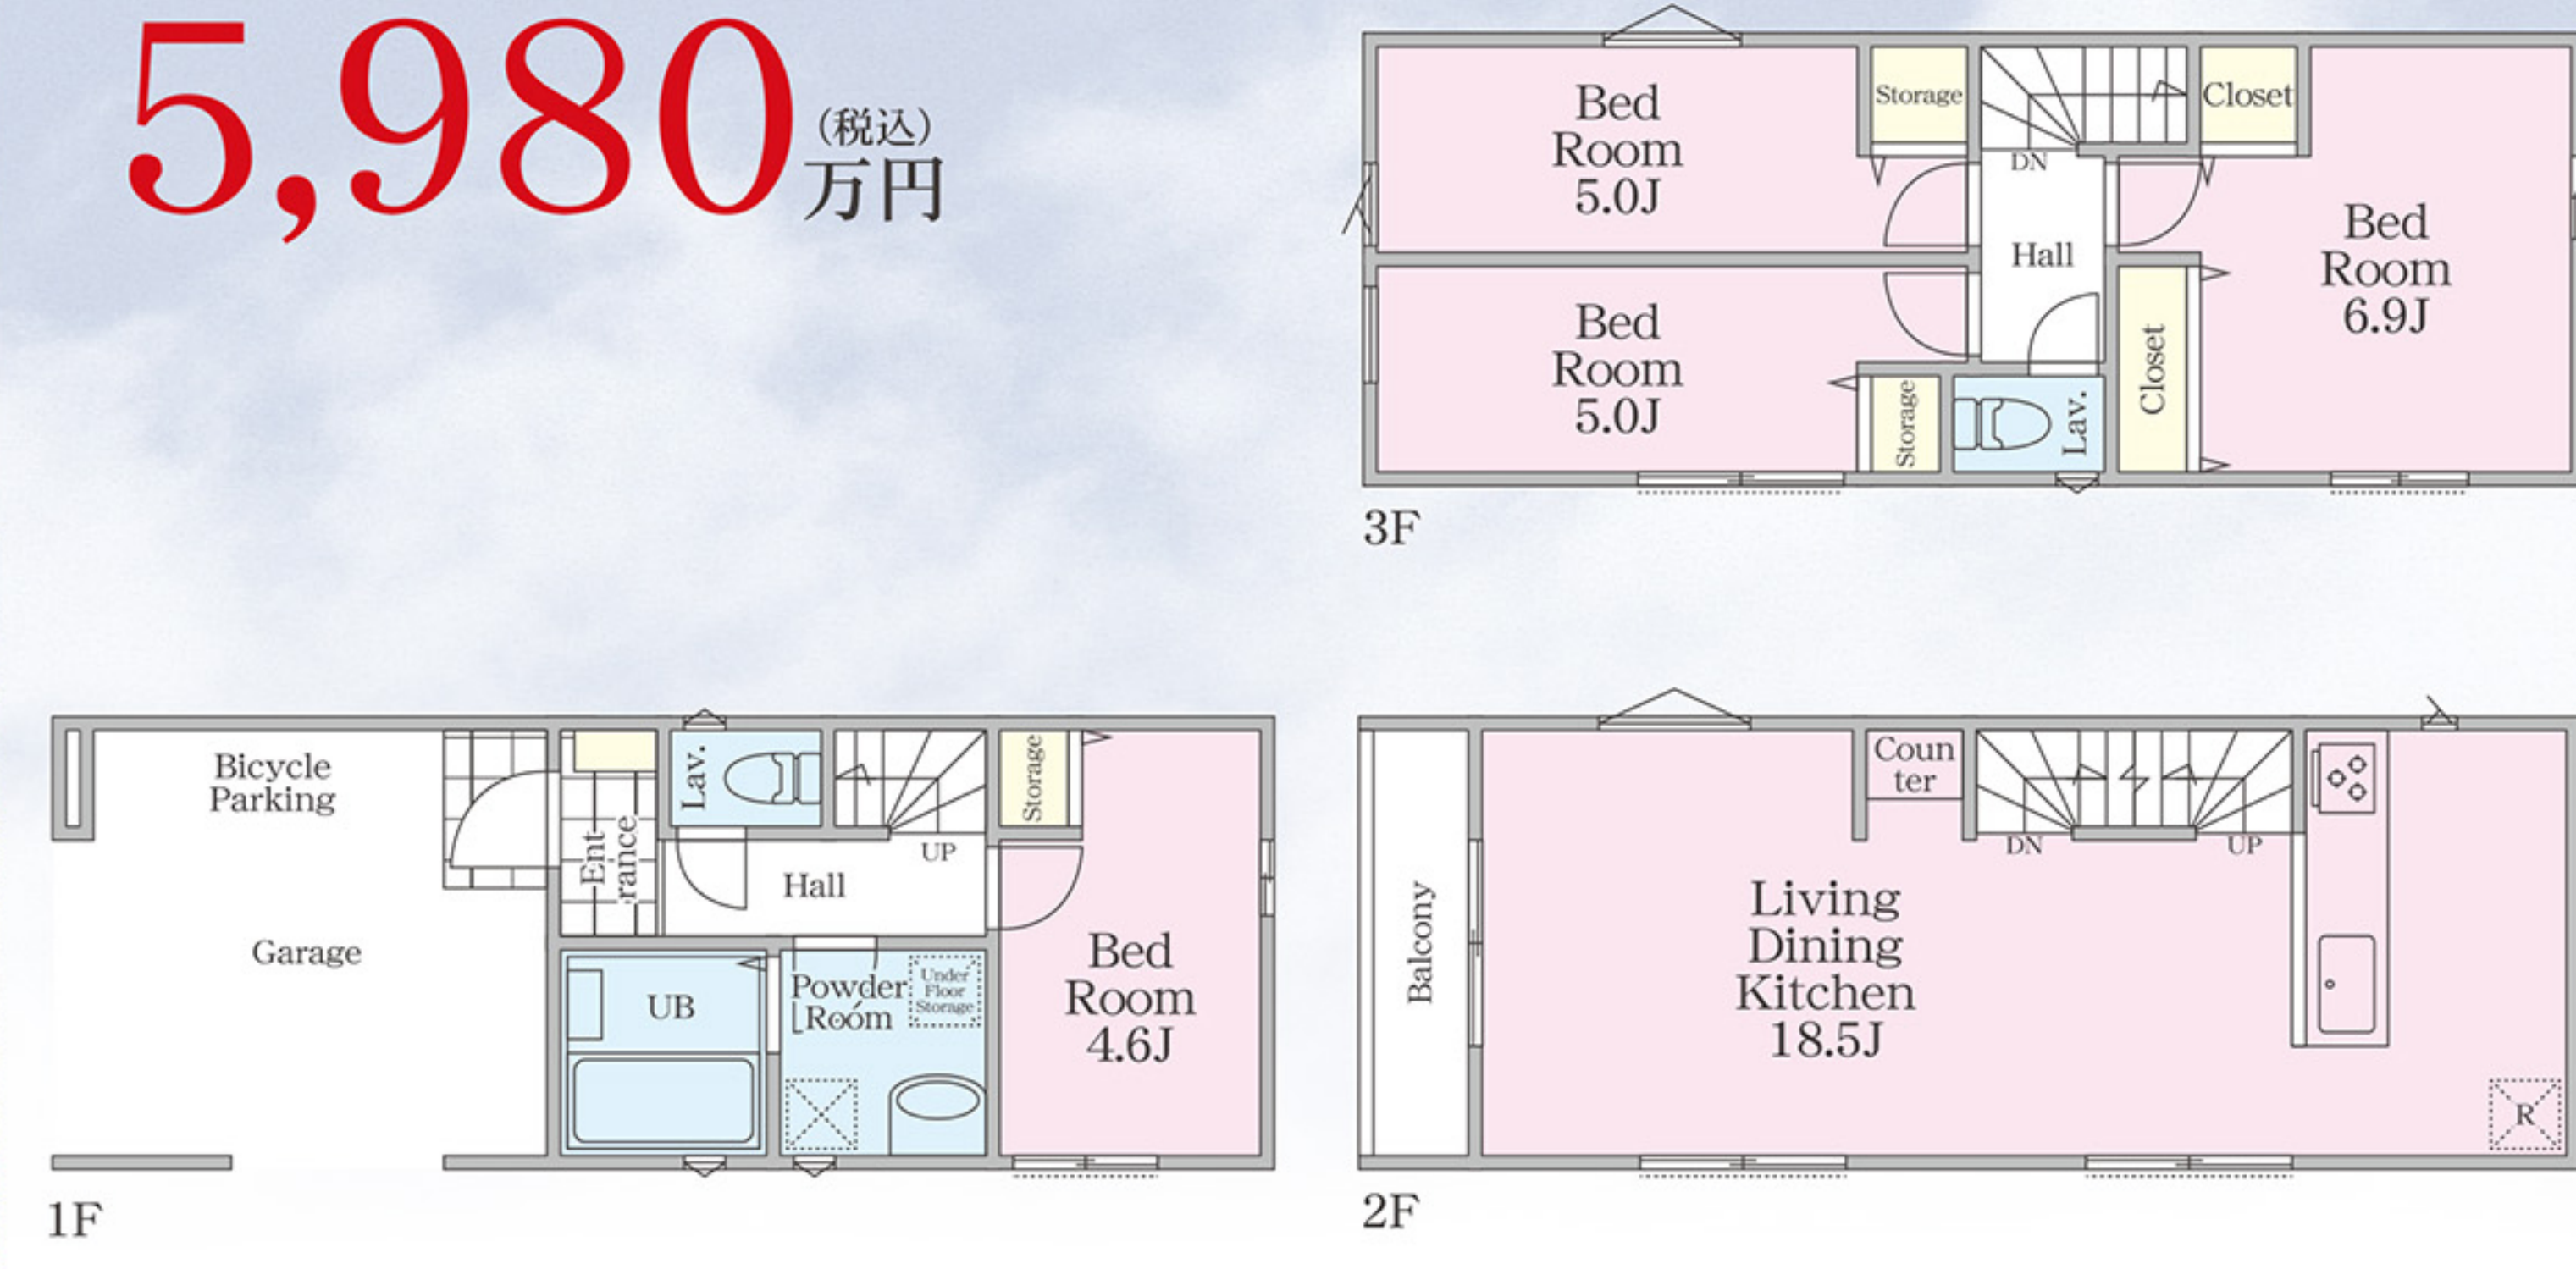 5,980
(税込)
万円
Bed
Room
5.0J
Storage
DN
Closet
Hall
Bed
Room
6.9J
Bed
Room
5.0J
Storage
Lav.
Closet
3F
Bicycle
Parking
Garage
Ent
rance
Lav.
UP
Hall
Storage
UB
Powder
Room
Under
Floor
Storage
Bed
Room
4.6J
1F
Balcony
Coun
ter
DN
UP
Living
Dining
Kitchen
18.5J
R
2F